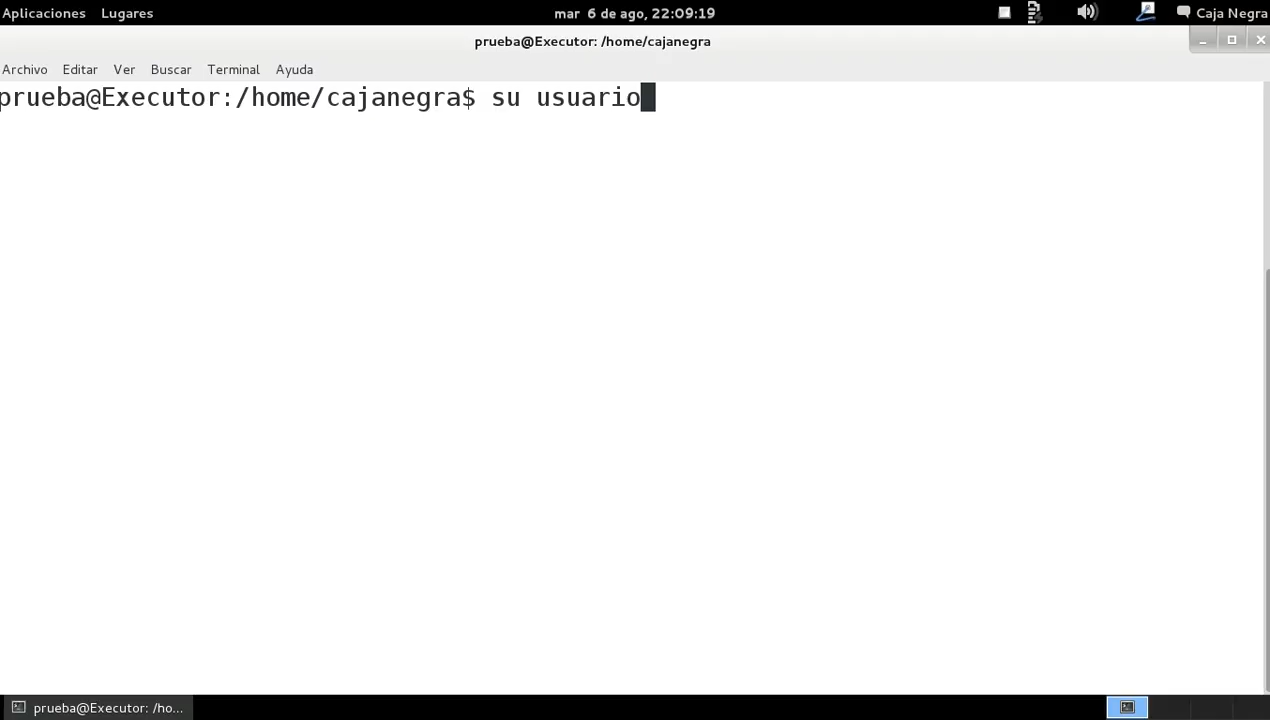 Aplicaciones Lugares mar 6 de ago, 22:09:19 Caja Negra
prueba@Executor: /home/cajanegra
Archivo Editar Ver Buscar Terminal Ayuda
prueba@Executor:/home/cajanegra$ su usuario
prueba@Executor: /ho...